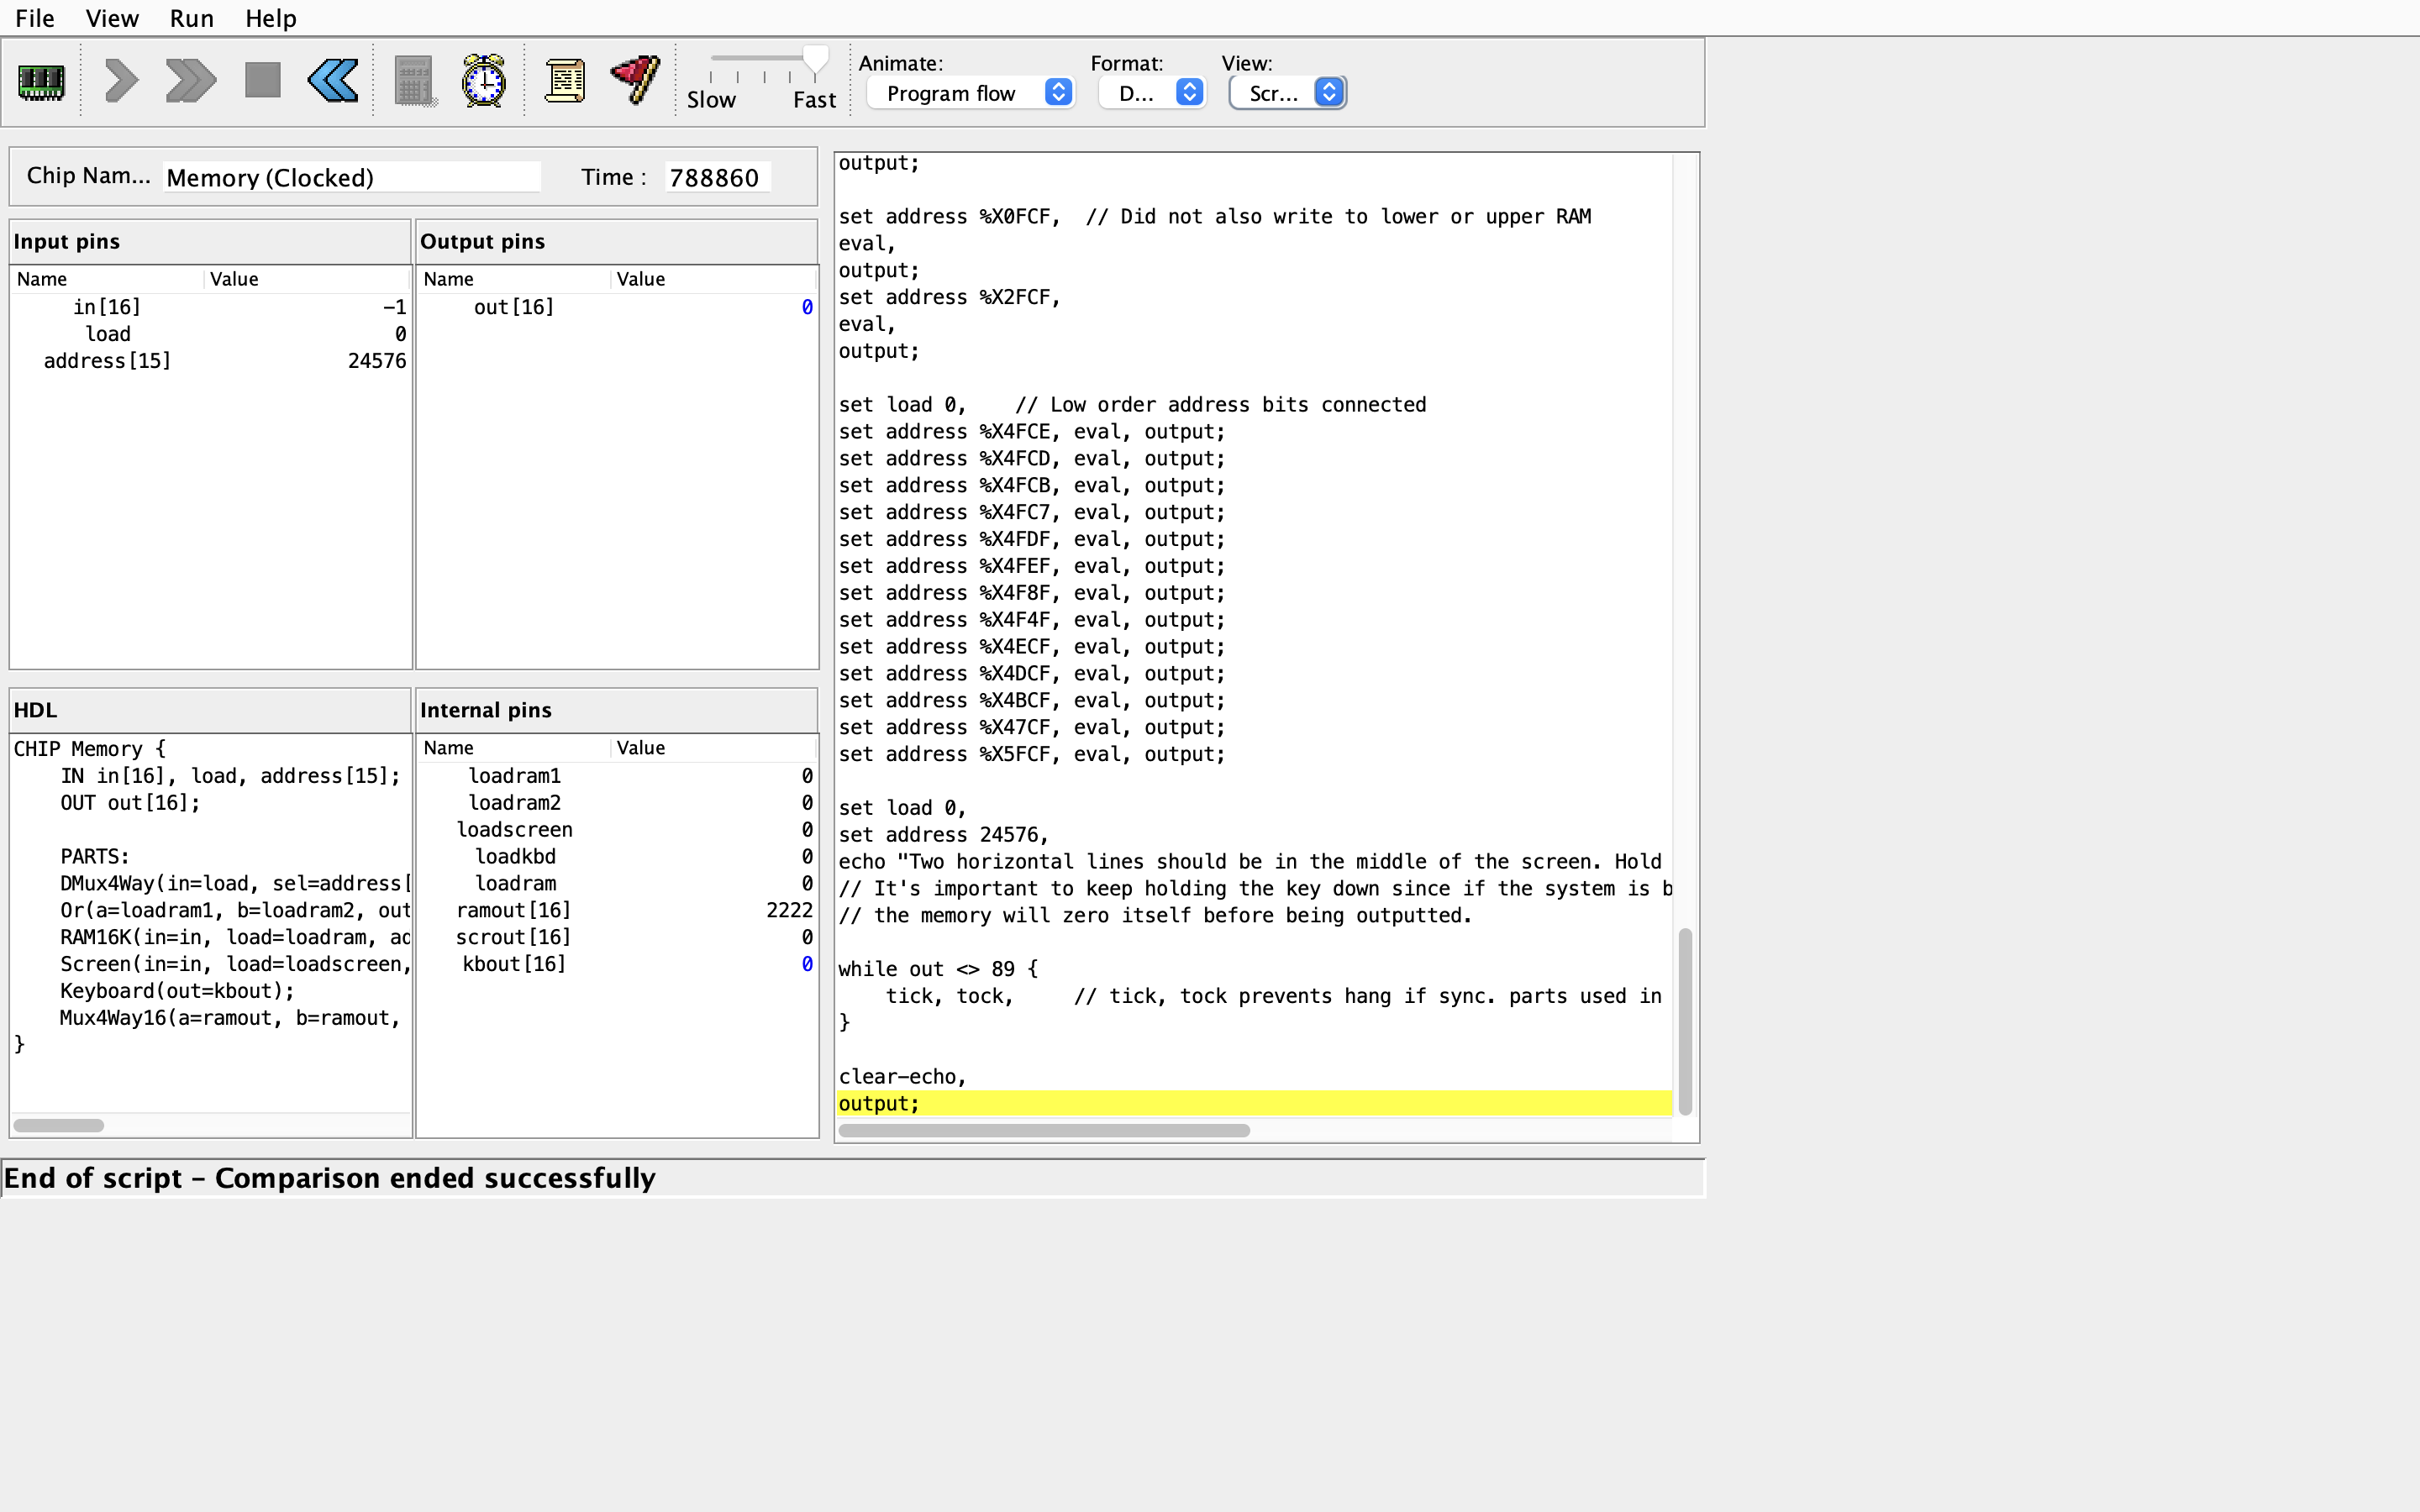 File View Run Help
Animate: Format: View:
Slow Fast Program flow D... Scr...
Chip Nam... Memory (Clocked) Time : 788860
Input pins
Name Value
in[16] -1
load 0
address[15] 24576
Output pins
Name Value
out[16] 0
HDL
CHIP Memory {
IN in[16], load, address[15];
OUT out[16];
PARTS:
DMux4Way(in=load, sel=address[
Or(a=loadram1, b=loadram2, out
RAM16K(in=in, load=loadram, ad
Screen(in=in, load=loadscreen,
Keyboard(out=kbout);
Mux4Way16(a=ramout, b=ramout,
}
Internal pins
Name Value
loadram1 0
loadram2 0
loadscreen 0
loadkbd 0
loadram 0
ramout[16] 2222
scrout[16] 0
kbout[16] 0
output;
set address %X0FCF,  // Did not also write to lower or upper RAM
eval,
output;
set address %X2FCF,
eval,
output;
set load 0,    // Low order address bits connected
set address %X4FCE, eval, output;
set address %X4FCD, eval, output;
set address %X4FCB, eval, output;
set address %X4FC7, eval, output;
set address %X4FDF, eval, output;
set address %X4FEF, eval, output;
set address %X4F8F, eval, output;
set address %X4F4F, eval, output;
set address %X4ECF, eval, output;
set address %X4DCF, eval, output;
set address %X4BCF, eval, output;
set address %X47CF, eval, output;
set address %X5FCF, eval, output;
set load 0,
set address 24576,
echo "Two horizontal lines should be in the middle of the screen. Hold
// It's important to keep holding the key down since if the system is b
// the memory will zero itself before being outputted.
while out <> 89 {
tick, tock,     // tick, tock prevents hang if sync. parts used in
}
clear-echo,
output;
End of script - Comparison ended successfully